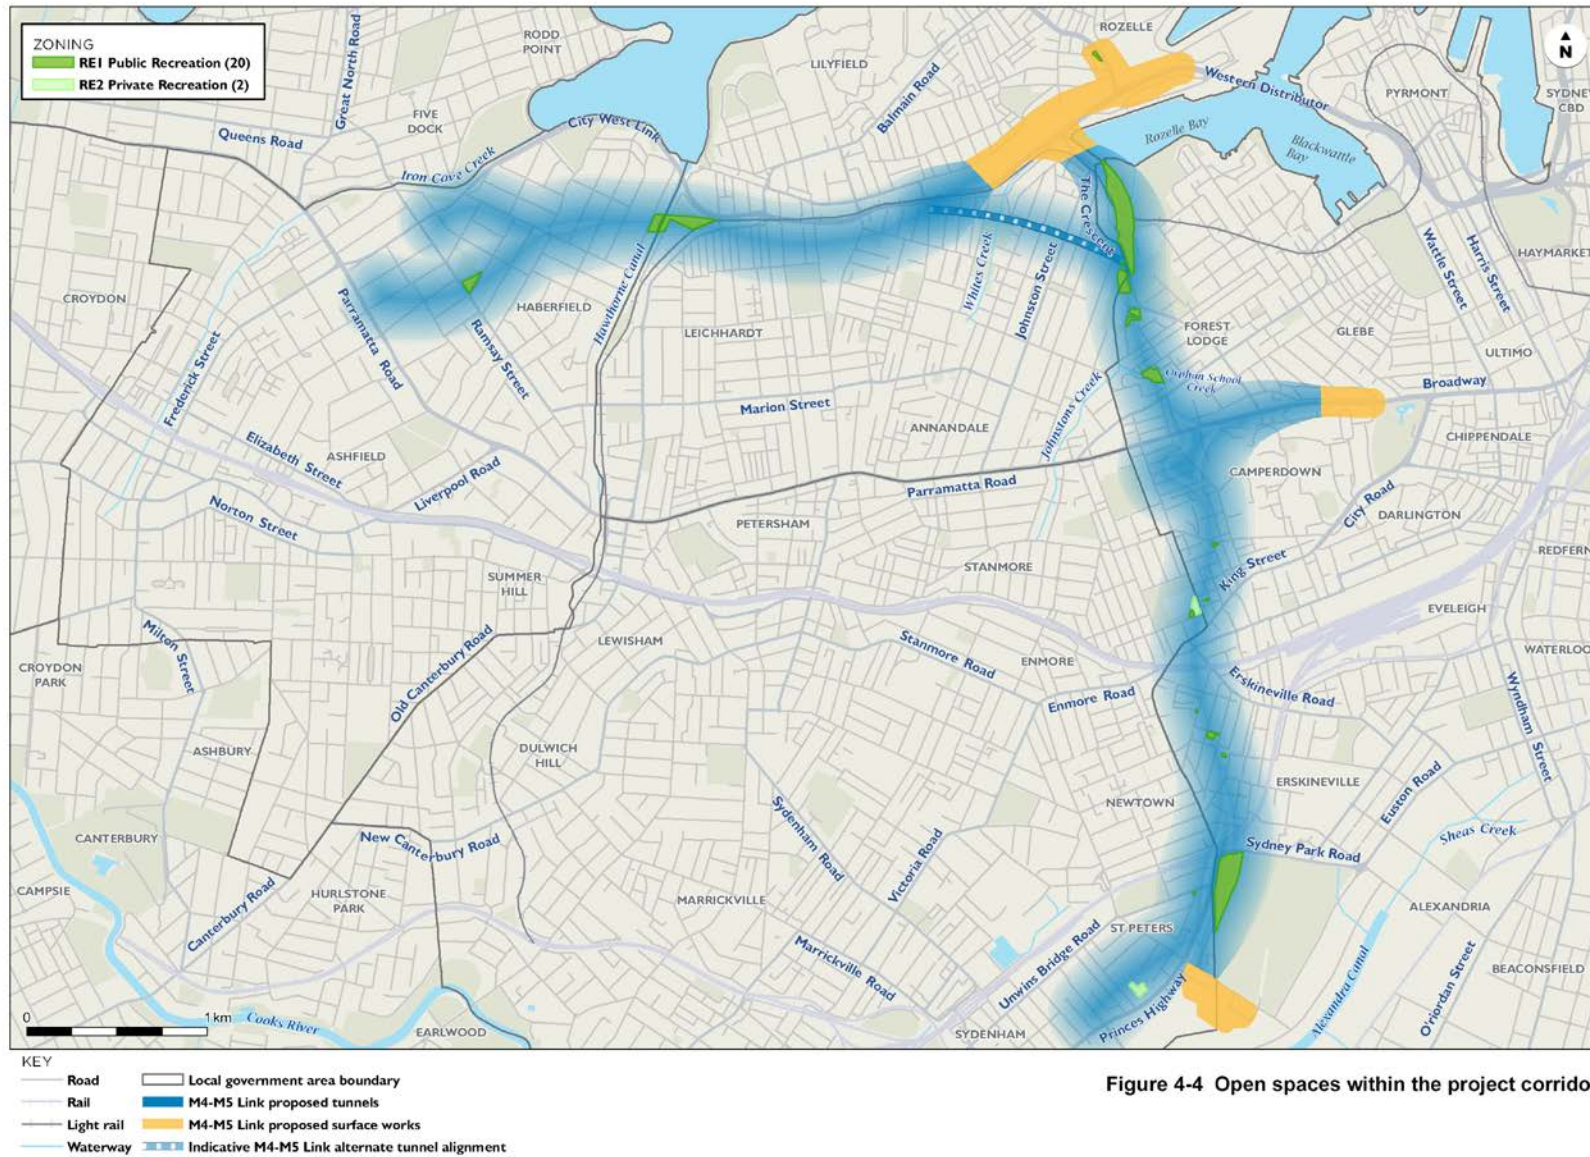 ZONING
RE1 Public Recreation (20)
RE2 Private Recreation (2)
Great North Road
RODD
POINT
ROZELLE
N
LILYFIELD
Balmain Road
Western Distributor
PYRMONT
SYDNEY
CBD
FIVE
DOCK
City West Link
Queens Road
Iron Cove Creek
Rozelle Bay
Blackwattle
Bay
The Crescent
Wattle Street
Harris Street
HAYMARKET
Whites Creek
Johnston Street
Hawthorne Canal
CROYDON
HABERFIELD
Parramatta Road
Ramsay Street
LEICHHARDT
FOREST
LODGE
GLEBE
ULTIMO
Frederick Street
Orphan School
Creek
Broadway
Marion Street
Johnstons Creek
ANNANDALE
CHIPPENDALE
Elizabeth Street
ASHFIELD
Liverpool Road
CAMPERDOWN
Parramatta Road
City Road
DARLINGTON
Norton Street
PETERSHAM
REDFERN
STANMORE
King Street
SUMMER
HILL
EVELEIGH
Milton Street
LEWISHAM
Stanmore Road
ENMORE
WATERLOO
CROYDON
PARK
Old Canterbury Road
Enmore Road
Erskineville Road
Wyndham Street
ASHBURY
DULWICH
HILL
ERSKINEVILLE
Euston Road
NEWTOWN
Sydenham Road
Victoria Road
Sheas Creek
CANTERBURY
New Canterbury Road
Sydney Park Road
CAMPSIE
HURLSTONE
PARK
MARRICKVILLE
ALEXANDRIA
Canterbury Road
ST PETERS
Marrickville Road
Unwins Bridge Road
BEACONSFIELD
Princes Highway
Alexandra Canal
O'riordan Street
0 1 km
Cooks River
EARLWOOD
SYDENHAM
KEY
Road
Rail
Light rail
Waterway
Local government area boundary
M4-M5 Link proposed tunnels
M4-M5 Link proposed surface works
Indicative M4-M5 Link alternate tunnel alignment
Figure 4-4 Open spaces within the project corrido